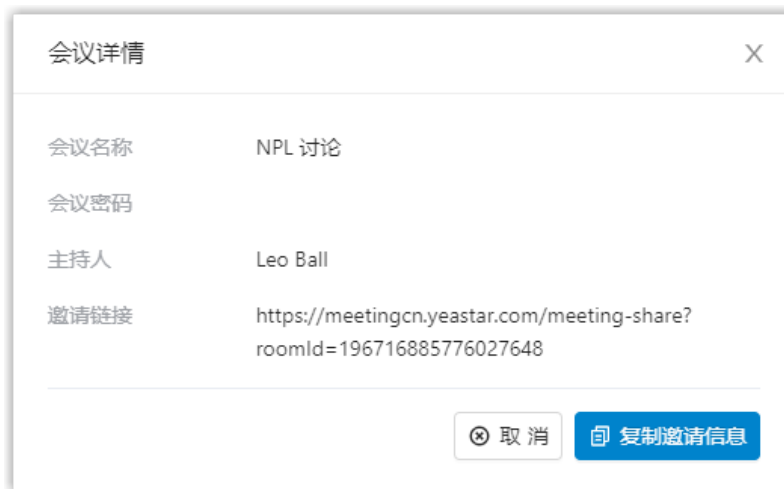 会议详情
会议名称 NPL 讨论
会议密码
主持人 Leo Ball
邀请链接 https://meetingcn.yeastar.com/meeting-share?
roomId=196716885776027648
取 消 复制邀请信息